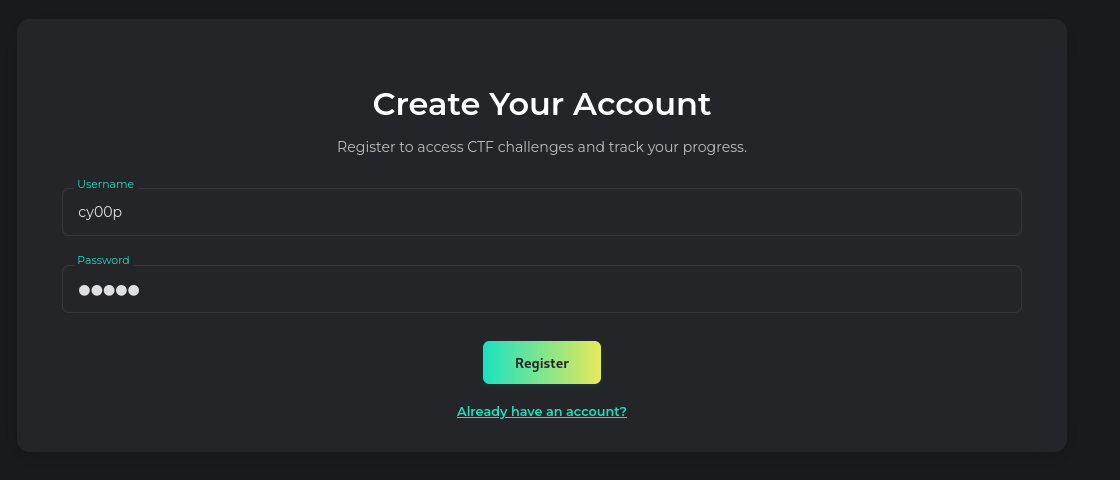 Create Your Account
Register to access CTF challenges and track your progress.
Username
cy00p
Password
●●●●●
Register
Already have an account?